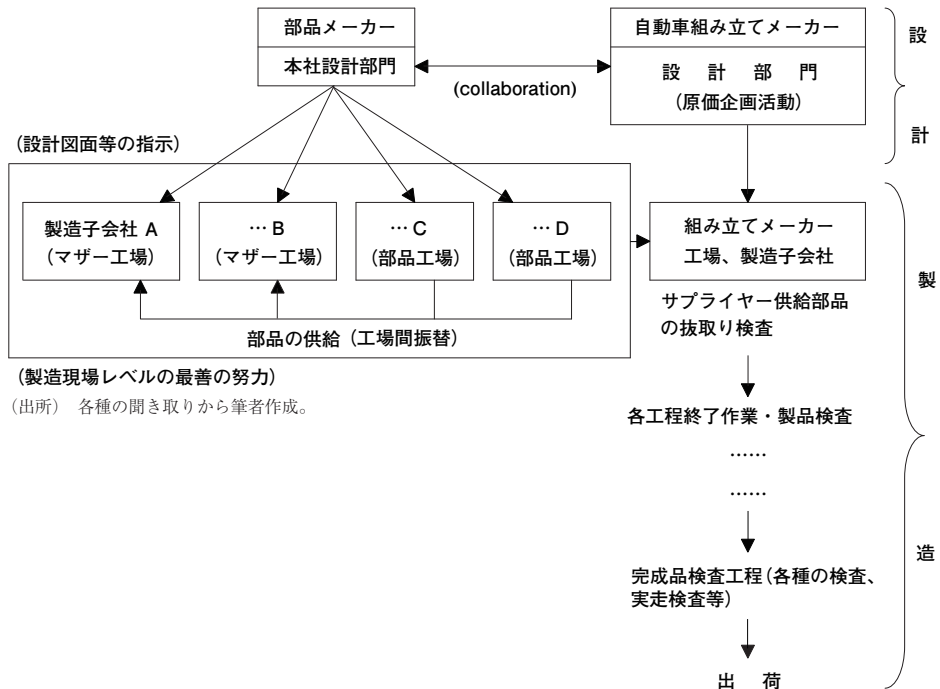 部品メーカー
本社設計部門
自動車組み立てメーカー
設 計 部 門
(原価企画活動)
(collaboration)
設
計
(設計図面等の指示)
製造子会社 A
(マザー工場)
… B
(マザー工場)
… C
(部品工場)
… D
(部品工場)
組み立てメーカー
工場、製造子会社
部品の供給 (工場間振替)
サプライヤー供給部品
の抜取り検査
(製造現場レベルの最善の努力)
(出所) 各種の聞き取りから筆者作成。
各工程終了作業・製品検査
……
……
完成品検査工程(各種の検査、
実走検査等)
出 荷
製
造